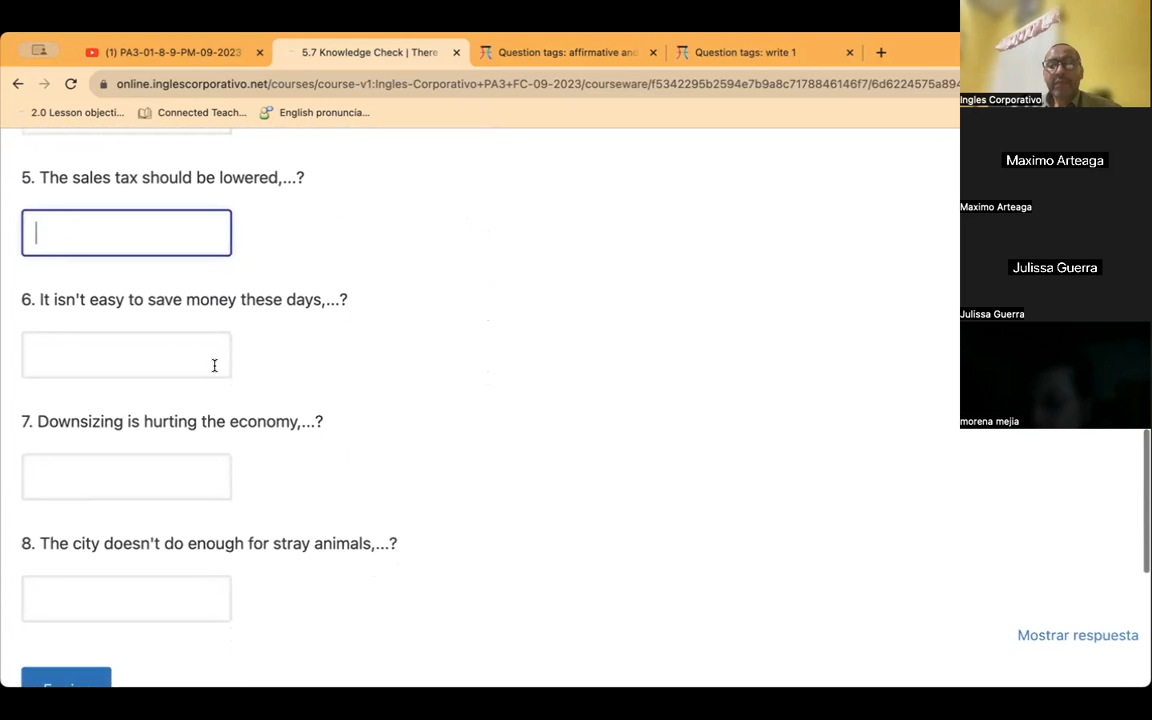 (1) PA3-01-8-9-PM-09-2023
5.7 Knowledge Check | There
Question tags: affirmative and
Question tags: write 1
online.inglescorporativo.net/courses/course-v1:Ingles-Corporativo+PA3+FC-09-2023/courseware/f5342295b2594e7b9a8c7178846146f7/6d6224575a894
2.0 Lesson objecti...
Connected Teach...
English pronuncia...
5. The sales tax should be lowered,...?
6. It isn't easy to save money these days,...?
7. Downsizing is hurting the economy,...?
8. The city doesn't do enough for stray animals,...?
Mostrar respuesta
Ingles Corporativo
Maximo Arteaga
Maximo Arteaga
Julissa Guerra
Julissa Guerra
morena mejia